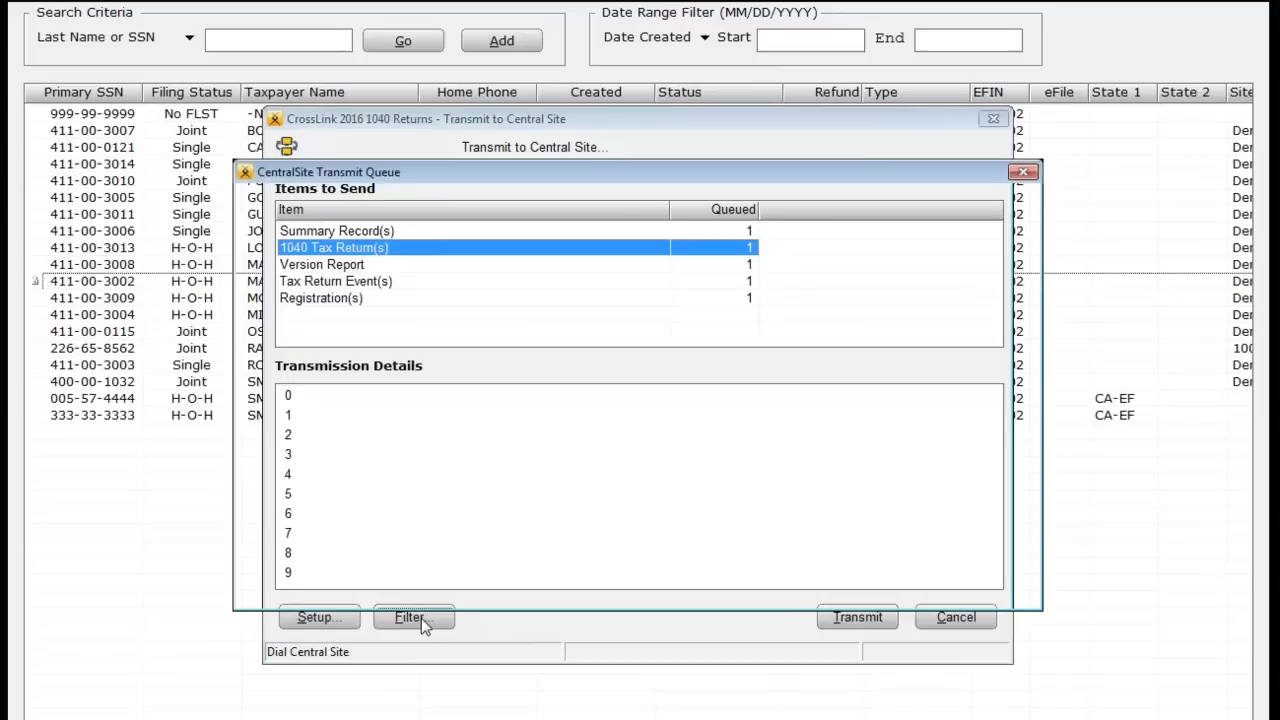 Search Criteria
Date Range Filter (MM/DD/YYYY)
Last Name or SSN Go Add
Date Created Start End
Primary SSN Filing Status Taxpayer Name Home Phone Created Status Refund Type EFIN eFile State 1 State 2 Site
999-99-9999 No FLST
411-00-3007 Joint
411-00-0121 Single
411-00-3014 Single
411-00-3010 Joint
411-00-3005 Single
411-00-3011 Single
411-00-3006 Single
411-00-3013 H-O-H
411-00-3008 H-O-H
411-00-3002 H-O-H
411-00-3009 H-O-H
411-00-3004 H-O-H
411-00-0115 Joint
226-65-8562 Joint
411-00-3003 Single
400-00-1032 Joint
005-57-4444 H-O-H CA-EF
333-33-3333 H-O-H CA-EF
CrossLink 2016 1040 Returns - Transmit to Central Site
Transmit to Central Site...
CentralSite Transmit Queue
Items to Send
Item Queued
Summary Record(s) 1
1040 Tax Return(s) 1
Version Report 1
Tax Return Event(s) 1
Registration(s) 1
Transmission Details
0
1
2
3
4
5
6
7
8
9
Setup... Filter... Transmit Cancel
Dial Central Site